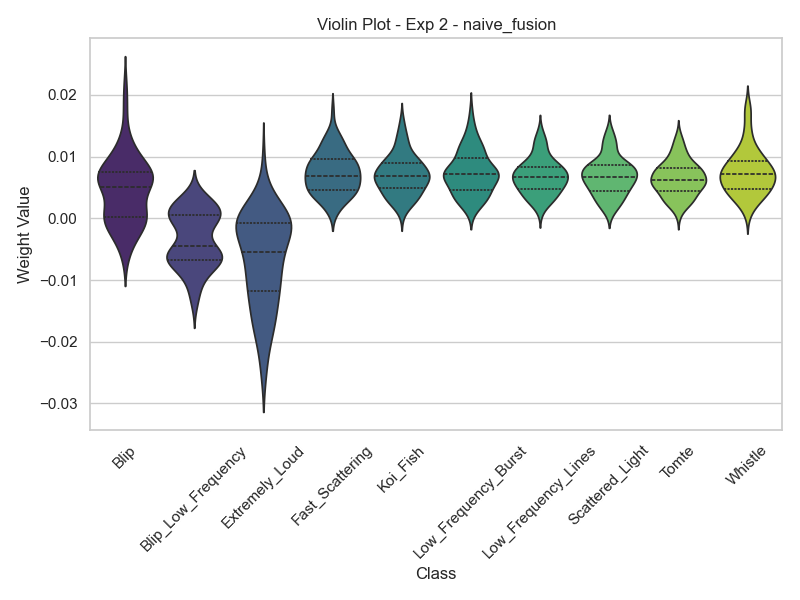 Violin Plot - Exp 2 - naive_fusion
Weight Value
0.02
0.01
0.00
−0.01
−0.02
−0.03
Blip
Blip_Low_Frequency
Extremely_Loud
Fast_Scattering
Koi_Fish
Low_Frequency_Burst
Low_Frequency_Lines
Scattered_Light
Tomte
Whistle
Class